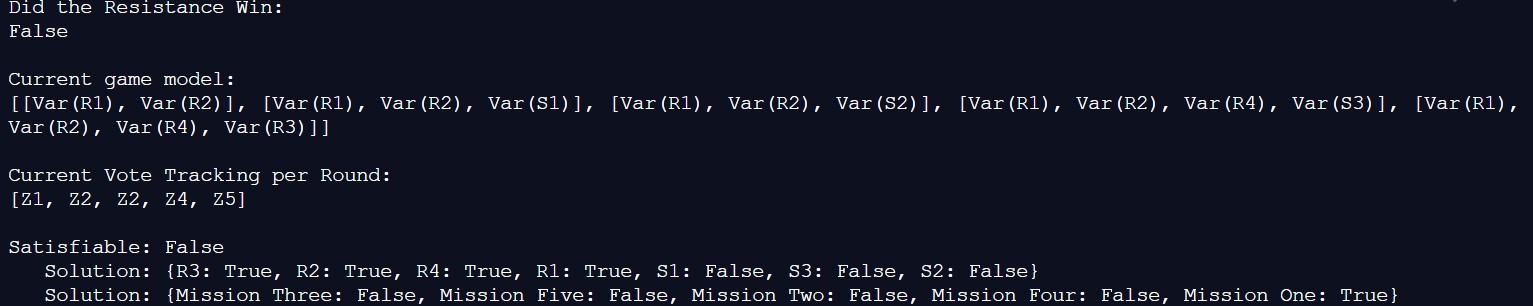 Did the Resistance Win:
False
Current game model:
[[Var(R1), Var(R2)], [Var(R1), Var(R2), Var(S1)], [Var(R1), Var(R2), Var(S2)], [Var(R1), Var(R2), Var(R4), Var(S3)], [Var(R1),
Var(R2), Var(R4), Var(R3)]]
Current Vote Tracking per Round:
[Z1, Z2, Z2, Z4, Z5]
Satisfiable: False
Solution: {R3: True, R2: True, R4: True, R1: True, S1: False, S3: False, S2: False}
Solution: {Mission Three: False, Mission Five: False, Mission Two: False, Mission Four: False, Mission One: True}